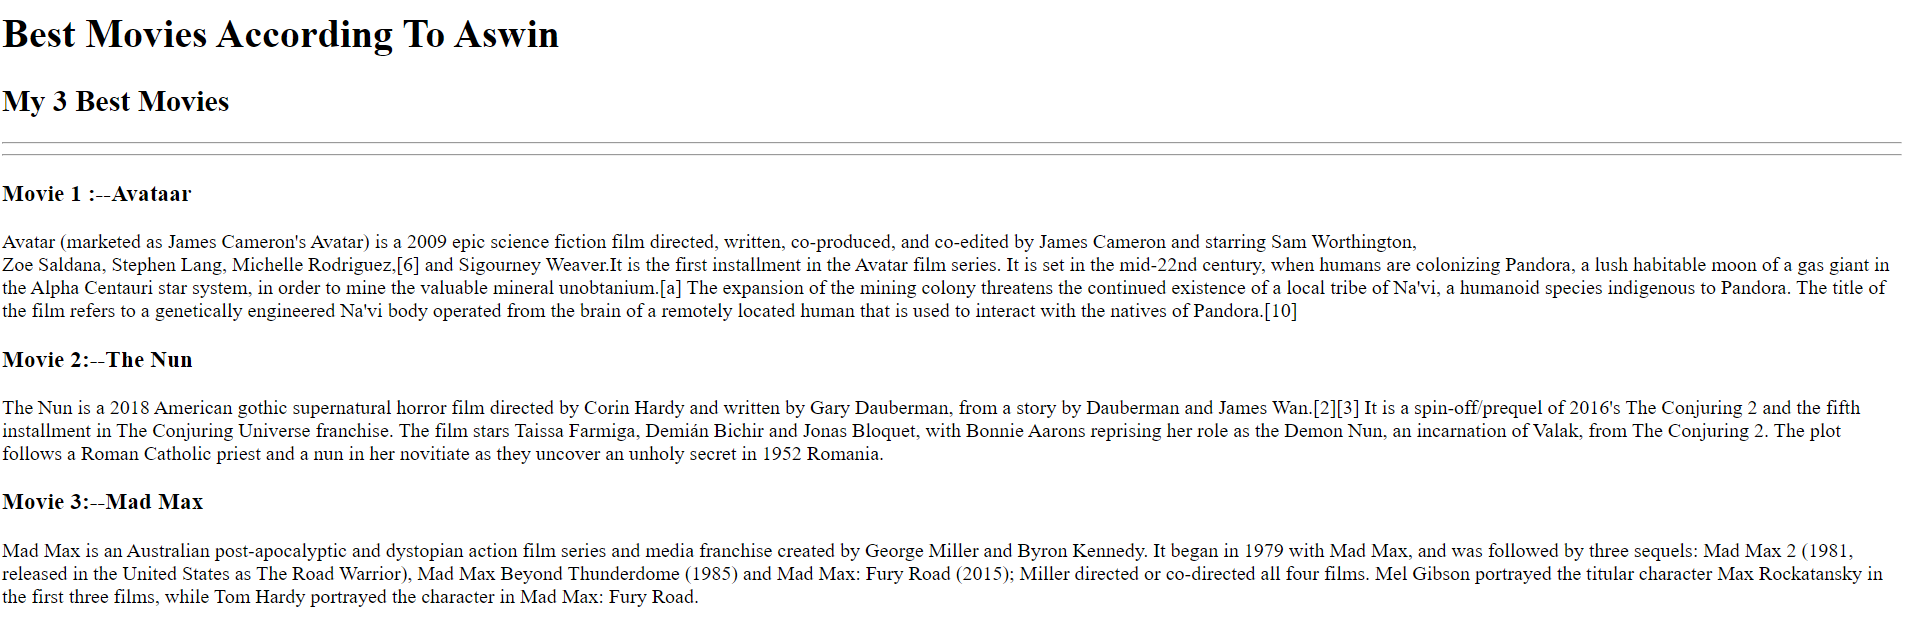 Best Movies According To Aswin
My 3 Best Movies
Movie 1 :--Avataar
Avatar (marketed as James Cameron's Avatar) is a 2009 epic science fiction film directed, written, co-produced, and co-edited by James Cameron and starring Sam Worthington,
Zoe Saldana, Stephen Lang, Michelle Rodriguez,[6] and Sigourney Weaver.It is the first installment in the Avatar film series. It is set in the mid-22nd century, when humans are colonizing Pandora, a lush habitable moon of a gas giant in
the Alpha Centauri star system, in order to mine the valuable mineral unobtanium.[a] The expansion of the mining colony threatens the continued existence of a local tribe of Na'vi, a humanoid species indigenous to Pandora. The title of
the film refers to a genetically engineered Na'vi body operated from the brain of a remotely located human that is used to interact with the natives of Pandora.[10]
Movie 2:--The Nun
The Nun is a 2018 American gothic supernatural horror film directed by Corin Hardy and written by Gary Dauberman, from a story by Dauberman and James Wan.[2][3] It is a spin-off/prequel of 2016's The Conjuring 2 and the fifth
installment in The Conjuring Universe franchise. The film stars Taissa Farmiga, Demián Bichir and Jonas Bloquet, with Bonnie Aarons reprising her role as the Demon Nun, an incarnation of Valak, from The Conjuring 2. The plot
follows a Roman Catholic priest and a nun in her novitiate as they uncover an unholy secret in 1952 Romania.
Movie 3:--Mad Max
Mad Max is an Australian post-apocalyptic and dystopian action film series and media franchise created by George Miller and Byron Kennedy. It began in 1979 with Mad Max, and was followed by three sequels: Mad Max 2 (1981,
released in the United States as The Road Warrior), Mad Max Beyond Thunderdome (1985) and Mad Max: Fury Road (2015); Miller directed or co-directed all four films. Mel Gibson portrayed the titular character Max Rockatansky in
the first three films, while Tom Hardy portrayed the character in Mad Max: Fury Road.